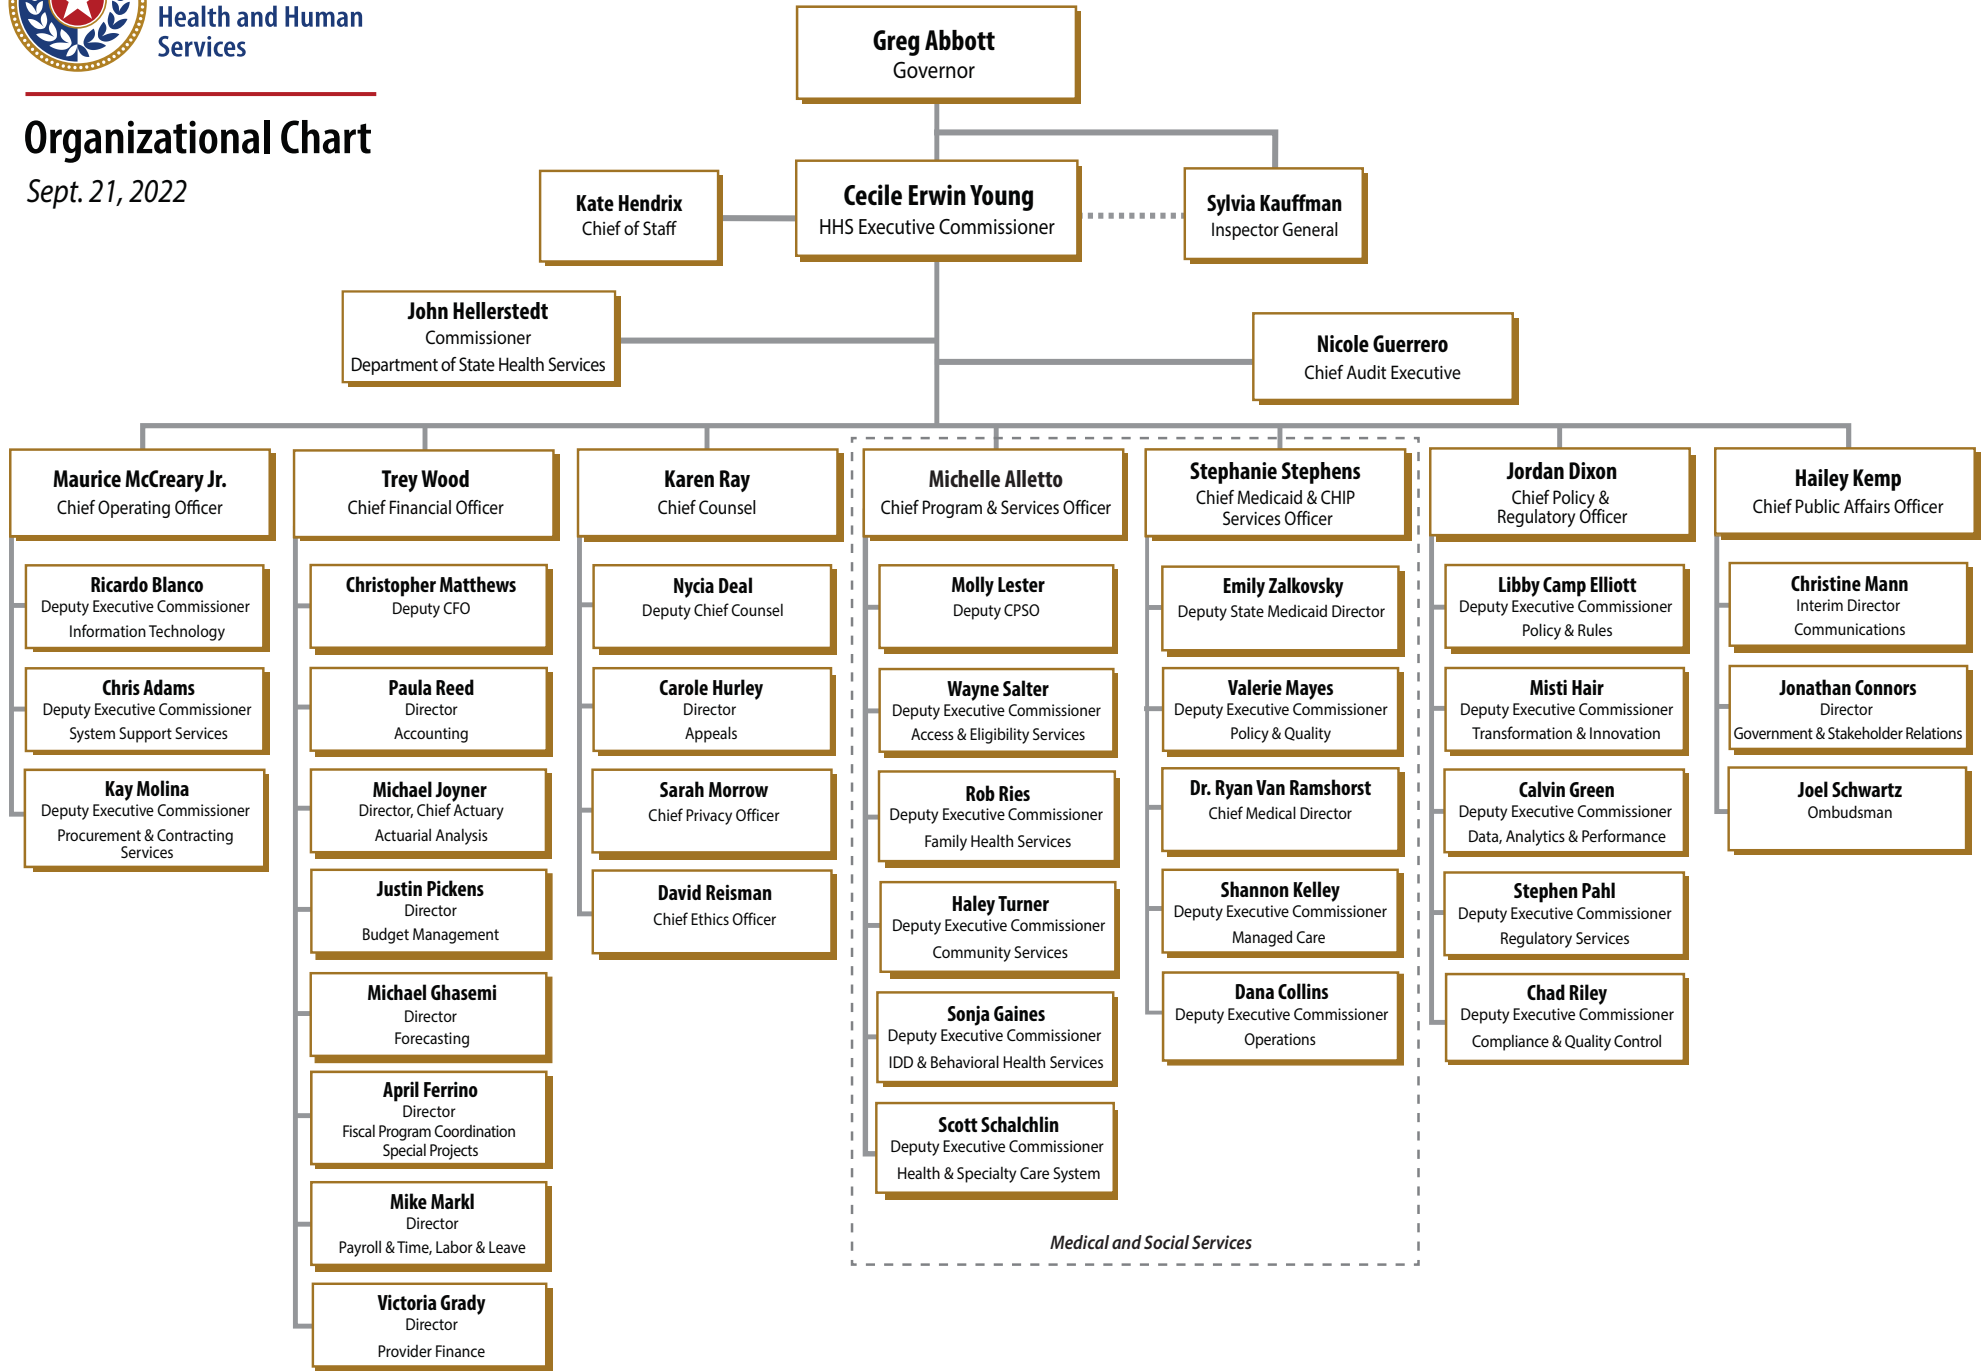 Health and Human
Services
Organizational Chart
Sept. 21, 2022
Greg Abbott
Governor
Kate Hendrix
Chief of Staff
Cecile Erwin Young
HHS Executive Commissioner
Sylvia Kauffman
Inspector General
John Hellerstedt
Commissioner
Department of State Health Services
Nicole Guerrero
Chief Audit Executive
Maurice McCreary Jr.
Chief Operating Officer
Ricardo Blanco
Deputy Executive Commissioner
Information Technology
Chris Adams
Deputy Executive Commissioner
System Support Services
Kay Molina
Deputy Executive Commissioner
Procurement & Contracting
Services
Trey Wood
Chief Financial Officer
Christopher Matthews
Deputy CFO
Paula Reed
Director
Accounting
Michael Joyner
Director, Chief Actuary
Actuarial Analysis
Justin Pickens
Director
Budget Management
Michael Ghasemi
Director
Forecasting
April Ferrino
Director
Fiscal Program Coordination
Special Projects
Mike Markl
Director
Payroll & Time, Labor & Leave
Victoria Grady
Director
Provider Finance
Karen Ray
Chief Counsel
Nycia Deal
Deputy Chief Counsel
Carole Hurley
Director
Appeals
Sarah Morrow
Chief Privacy Officer
David Reisman
Chief Ethics Officer
Michelle Alletto
Chief Program & Services Officer
Molly Lester
Deputy CPSO
Wayne Salter
Deputy Executive Commissioner
Access & Eligibility Services
Rob Ries
Deputy Executive Commissioner
Family Health Services
Haley Turner
Deputy Executive Commissioner
Community Services
Sonja Gaines
Deputy Executive Commissioner
IDD & Behavioral Health Services
Scott Schalchlin
Deputy Executive Commissioner
Health & Specialty Care System
Stephanie Stephens
Chief Medicaid & CHIP
Services Officer
Emily Zalkovsky
Deputy State Medicaid Director
Valerie Mayes
Deputy Executive Commissioner
Policy & Quality
Dr. Ryan Van Ramshorst
Chief Medical Director
Shannon Kelley
Deputy Executive Commissioner
Managed Care
Dana Collins
Deputy Executive Commissioner
Operations
Medical and Social Services
Jordan Dixon
Chief Policy &
Regulatory Officer
Libby Camp Elliott
Deputy Executive Commissioner
Policy & Rules
Misti Hair
Deputy Executive Commissioner
Transformation & Innovation
Calvin Green
Deputy Executive Commissioner
Data, Analytics & Performance
Stephen Pahl
Deputy Executive Commissioner
Regulatory Services
Chad Riley
Deputy Executive Commissioner
Compliance & Quality Control
Hailey Kemp
Chief Public Affairs Officer
Christine Mann
Interim Director
Communications
Jonathan Connors
Director
Government & Stakeholder Relations
Joel Schwartz
Ombudsman